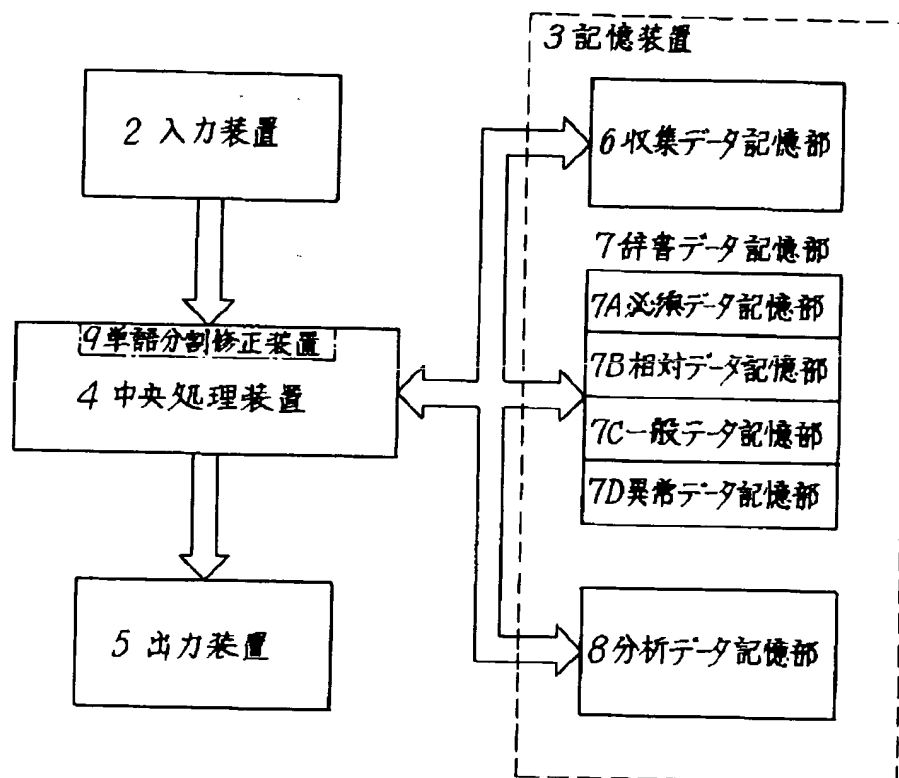 3 記憶装置
2 入力装置
6 収集データ記憶部
7 辞書データ記憶部
7A必須データ記憶部
9単語分割修正装置
7B相対データ記憶部
4 中央処理装置
7C一般データ記憶部
7D異常データ記憶部
5 出力装置
8分析データ記憶部